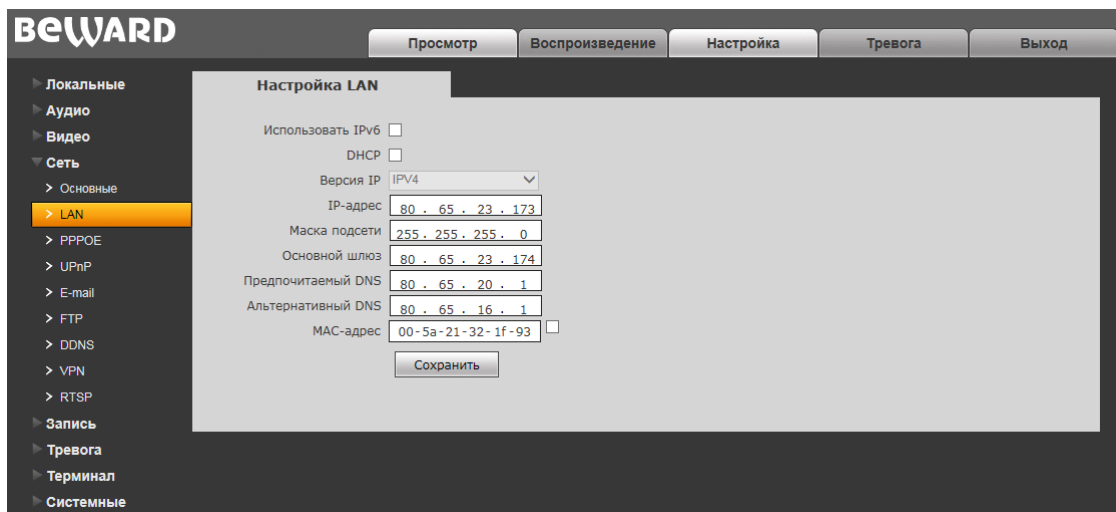 BEWARD
Просмотр Воспроизведение Настройка Тревога Выход
Локальные
Аудио
Видео
Сеть
> Основные
> LAN
> PPPOE
> UPnP
> E-mail
> FTP
> DDNS
> VPN
> RTSP
Запись
Тревога
Терминал
Системные
Настройка LAN
Использовать IPv6
DHCP
Версия IP IPV4
IP-адрес 80 . 65 . 23 . 173
Маска подсети 255 . 255 . 255 . 0
Основной шлюз 80 . 65 . 23 . 174
Предпочитаемый DNS 80 . 65 . 20 . 1
Альтернативный DNS 80 . 65 . 16 . 1
MAC-адрес 00-5a-21-32-1f-93
Сохранить